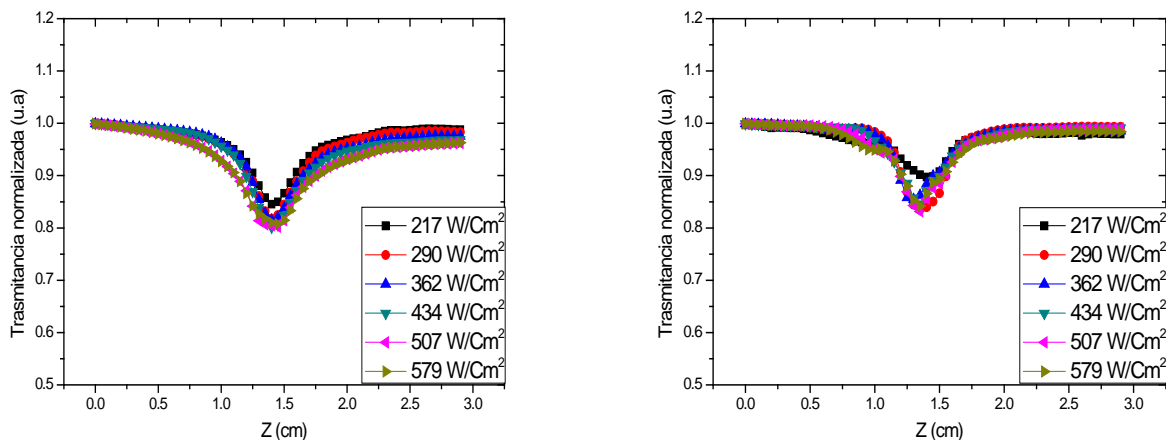 1.2
1.1
1.0
0.9
0.8
0.7
0.6
0.5
Trasmitancia normalizada (u.a)
217 W/Cm²
290 W/Cm²
362 W/Cm²
434 W/Cm²
507 W/Cm²
579 W/Cm²
0.0 0.5 1.0 1.5 2.0 2.5 3.0
Z (cm)
1.2
1.1
1.0
0.9
0.8
0.7
0.6
0.5
Trasmitancia normalizada (u.a)
217 W/Cm²
290 W/Cm²
362 W/Cm²
434 W/Cm²
507 W/Cm²
579 W/Cm²
0.0 0.5 1.0 1.5 2.0 2.5 3.0
Z (cm)